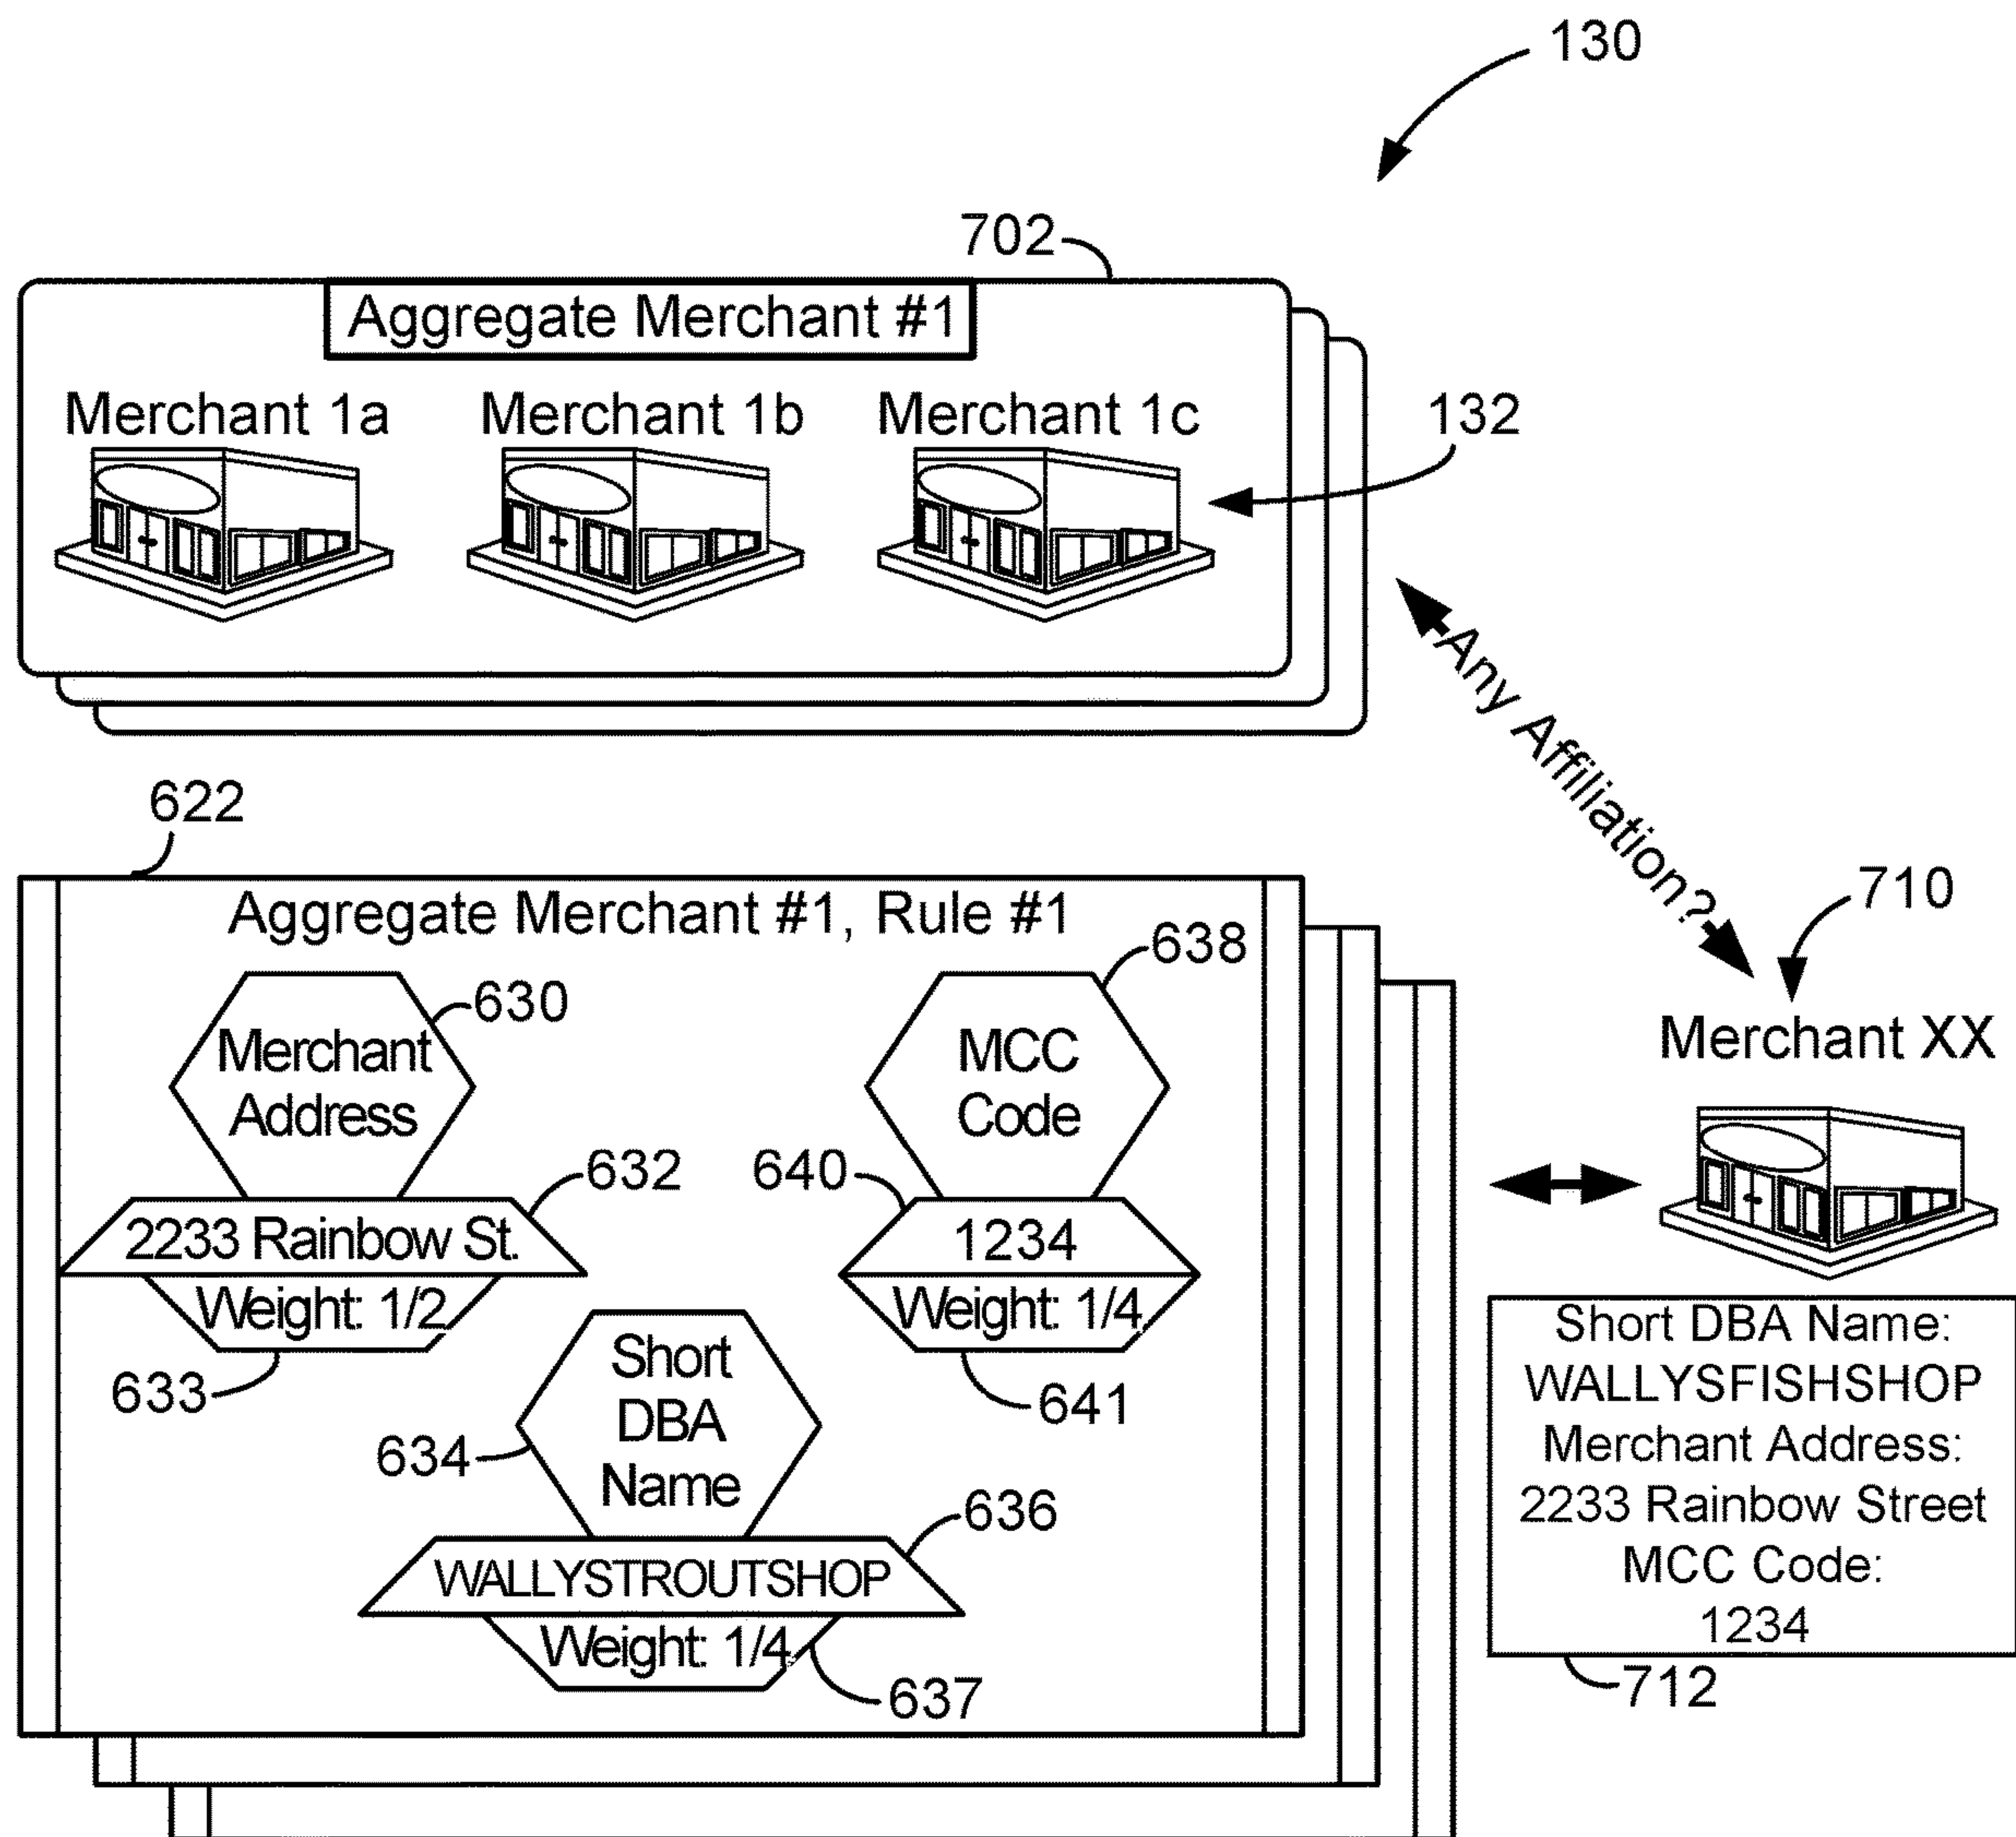 130
702
Aggregate Merchant #1
Merchant 1a
Merchant 1b
Merchant 1c
132
Any Affiliation?
622
Aggregate Merchant #1, Rule #1
710
638
630
Merchant
Address
MCC
Code
Merchant XX
632
640
2233 Rainbow St.
1234
Weight: 1/2
Weight: 1/4
633
641
Short
DBA
Name
634
636
WALLYSTROUTSHOP
Weight: 1/4
637
Short DBA Name:
WALLYSFISHSHOP
Merchant Address:
2233 Rainbow Street
MCC Code:
1234
712